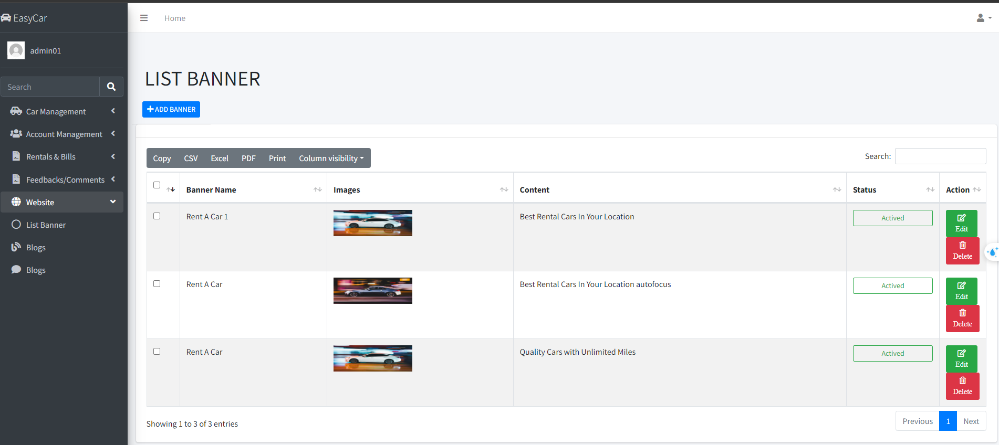 EasyCar
Home
admin01
Search
Car Management
Account Management
Rentals & Bills
Feedbacks/Comments
Website
List Banner
Blogs
Blogs
LIST BANNER
ADD BANNER
Copy CSV Excel PDF Print Column visibility
Search:
Banner Name Images Content Status Action
Rent A Car 1 Best Rental Cars In Your Location Actived Edit
Delete
Rent A Car Best Rental Cars In Your Location autofocus Actived Edit
Delete
Rent A Car Quality Cars with Unlimited Miles Actived Edit
Delete
Showing 1 to 3 of 3 entries
Previous 1 Next